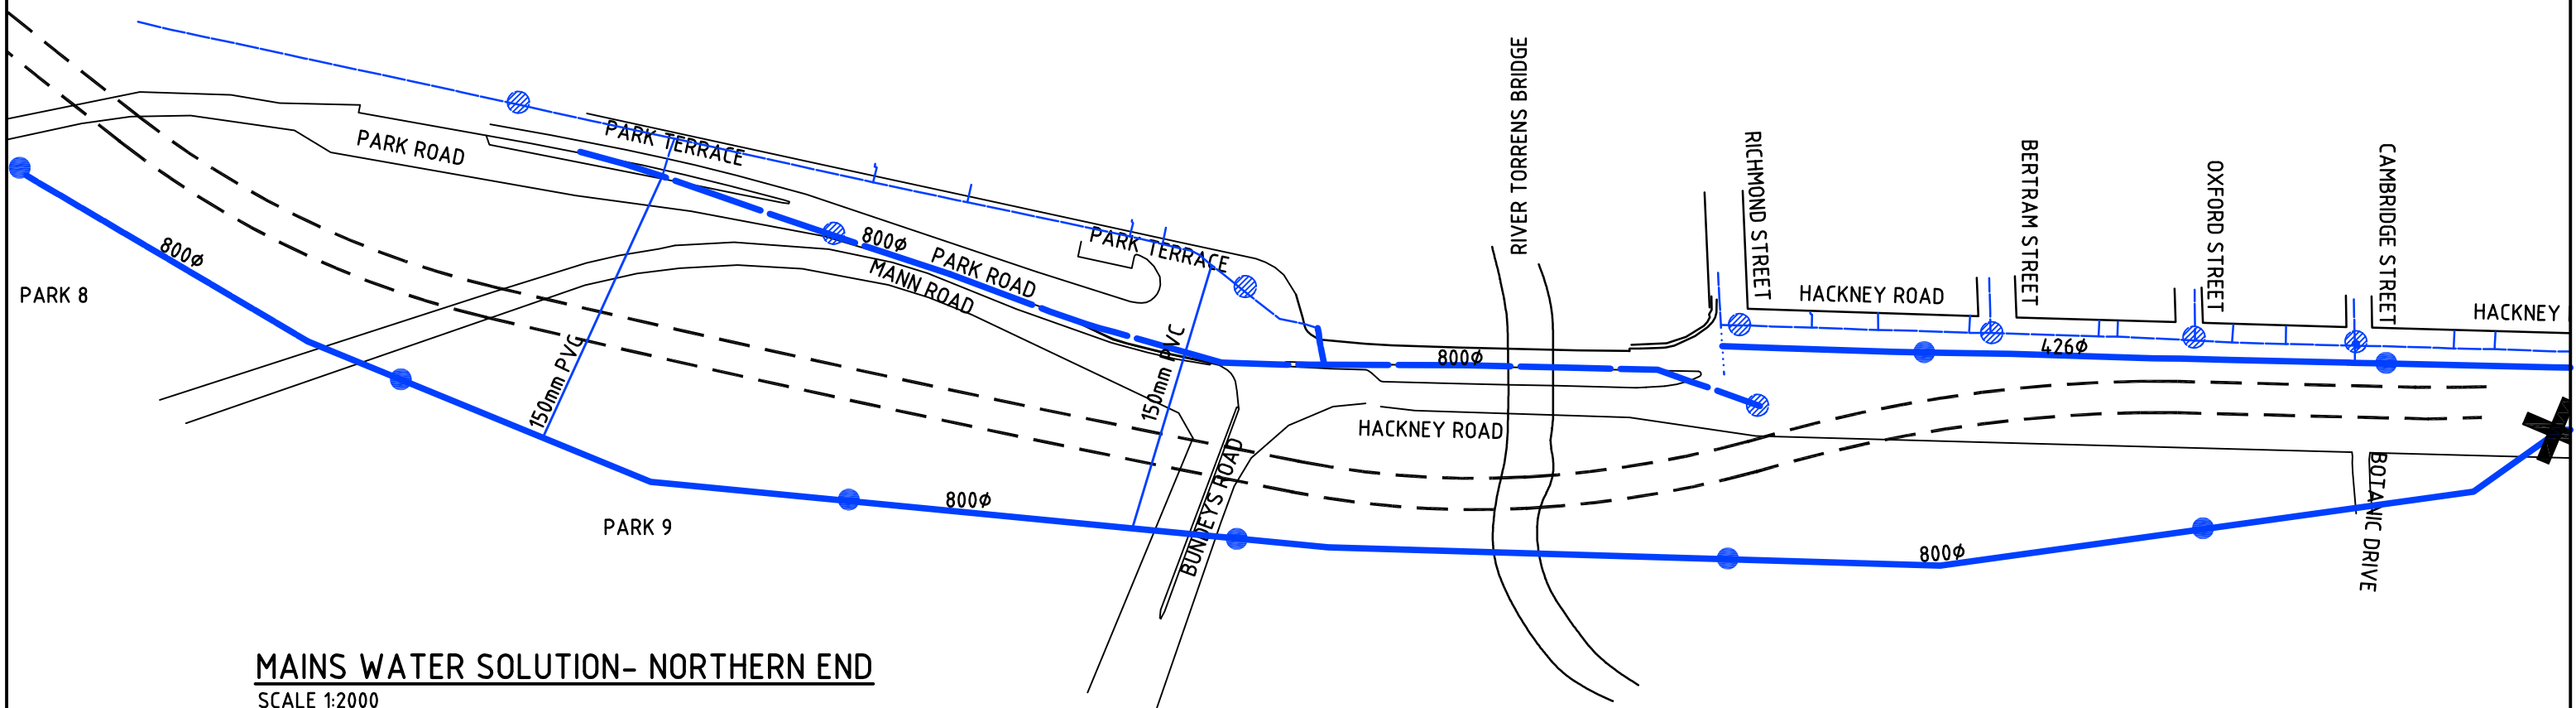 PARK TERRACE
PARK ROAD
800Ø
PARK 8
800Ø
PARK ROAD
MANN ROAD
PARK TERRACE
RIVER TORRENS BRIDGE
RICHMOND STREET
HACKNEY ROAD
BERTRAM STREET
OXFORD STREET
CAMBRIDGE STREET
HACKNEY
150mm PVC
150mm PVC
800Ø
426Ø
HACKNEY ROAD
BUNDEYS ROAD
BOTANIC DRIVE
800Ø
PARK 9
800Ø
MAINS WATER SOLUTION- NORTHERN END
SCALE 1:2000